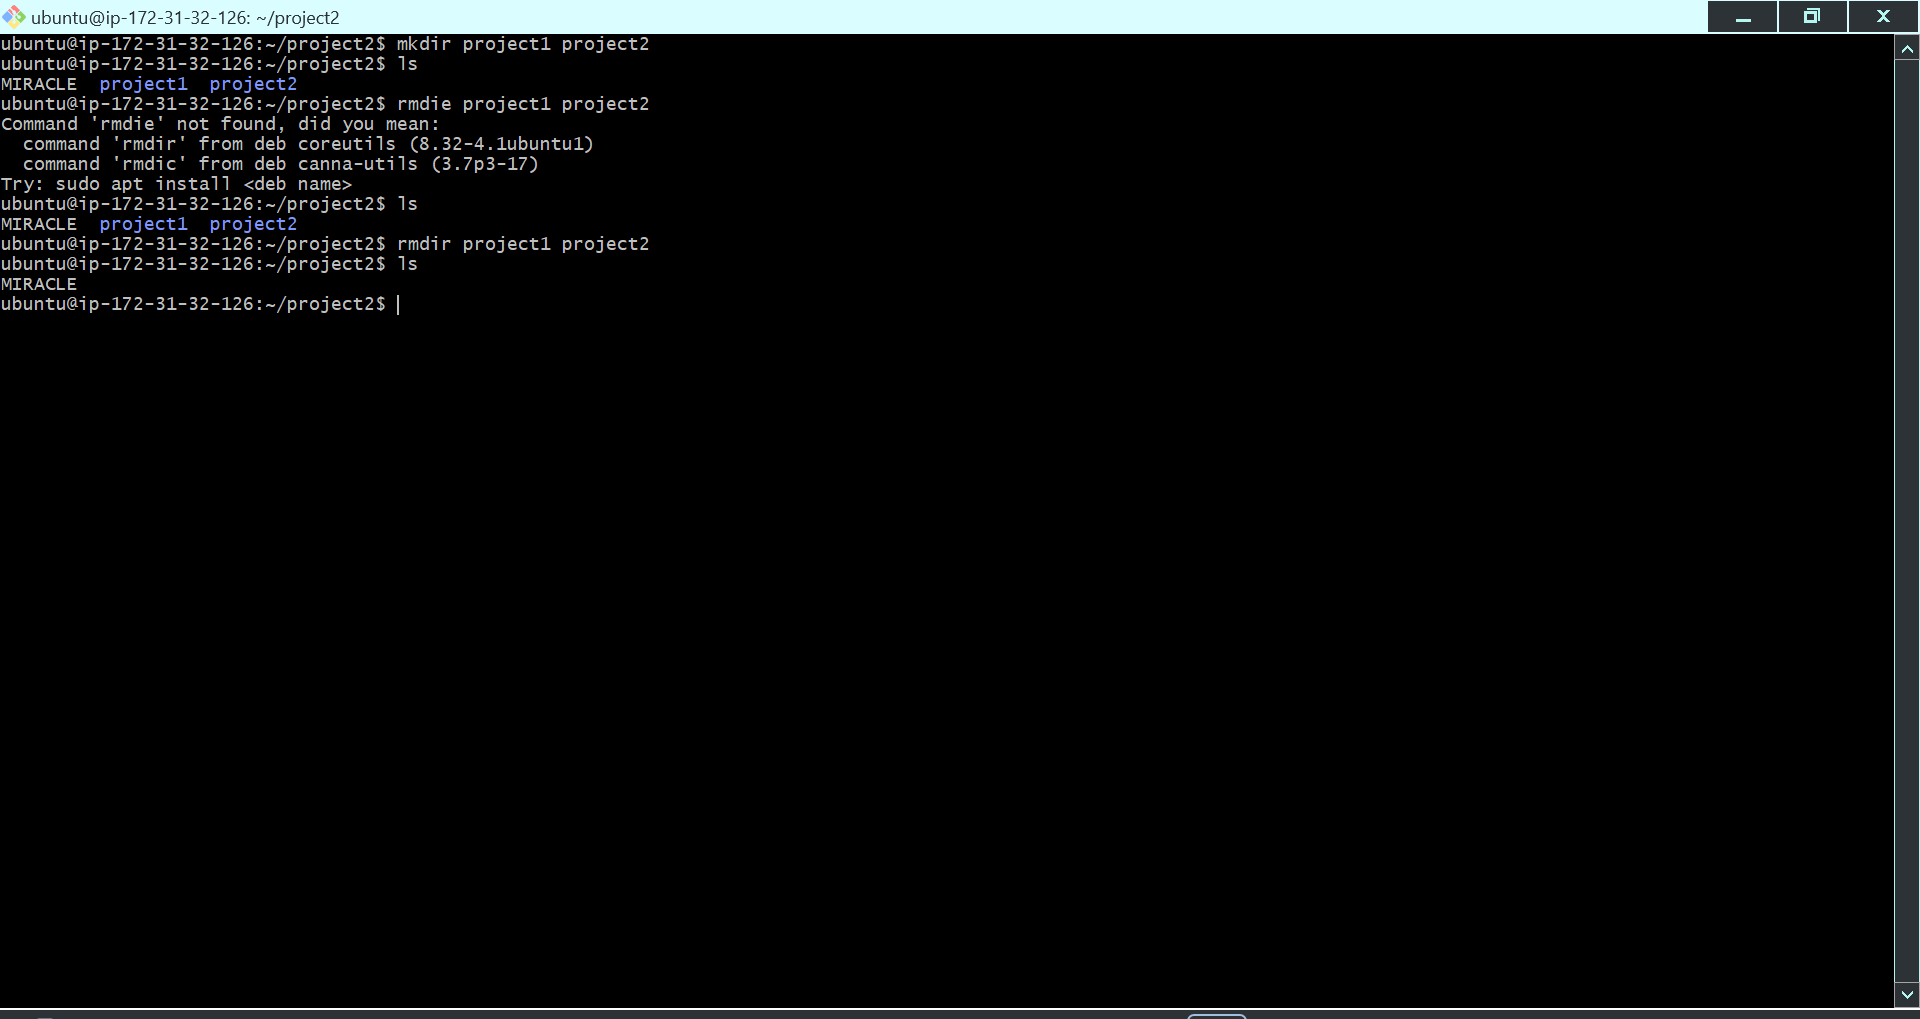 ubuntu@ip-172-31-32-126: ~/project2
ubuntu@ip-172-31-32-126:~/project2$ mkdir project1 project2
ubuntu@ip-172-31-32-126:~/project2$ ls
MIRACLE  project1  project2
ubuntu@ip-172-31-32-126:~/project2$ rmdie project1 project2
Command 'rmdie' not found, did you mean:
  command 'rmdir' from deb coreutils (8.32-4.1ubuntu1)
  command 'rmdic' from deb canna-utils (3.7p3-17)
Try: sudo apt install <deb name>
ubuntu@ip-172-31-32-126:~/project2$ ls
MIRACLE  project1  project2
ubuntu@ip-172-31-32-126:~/project2$ rmdir project1 project2
ubuntu@ip-172-31-32-126:~/project2$ ls
MIRACLE
ubuntu@ip-172-31-32-126:~/project2$